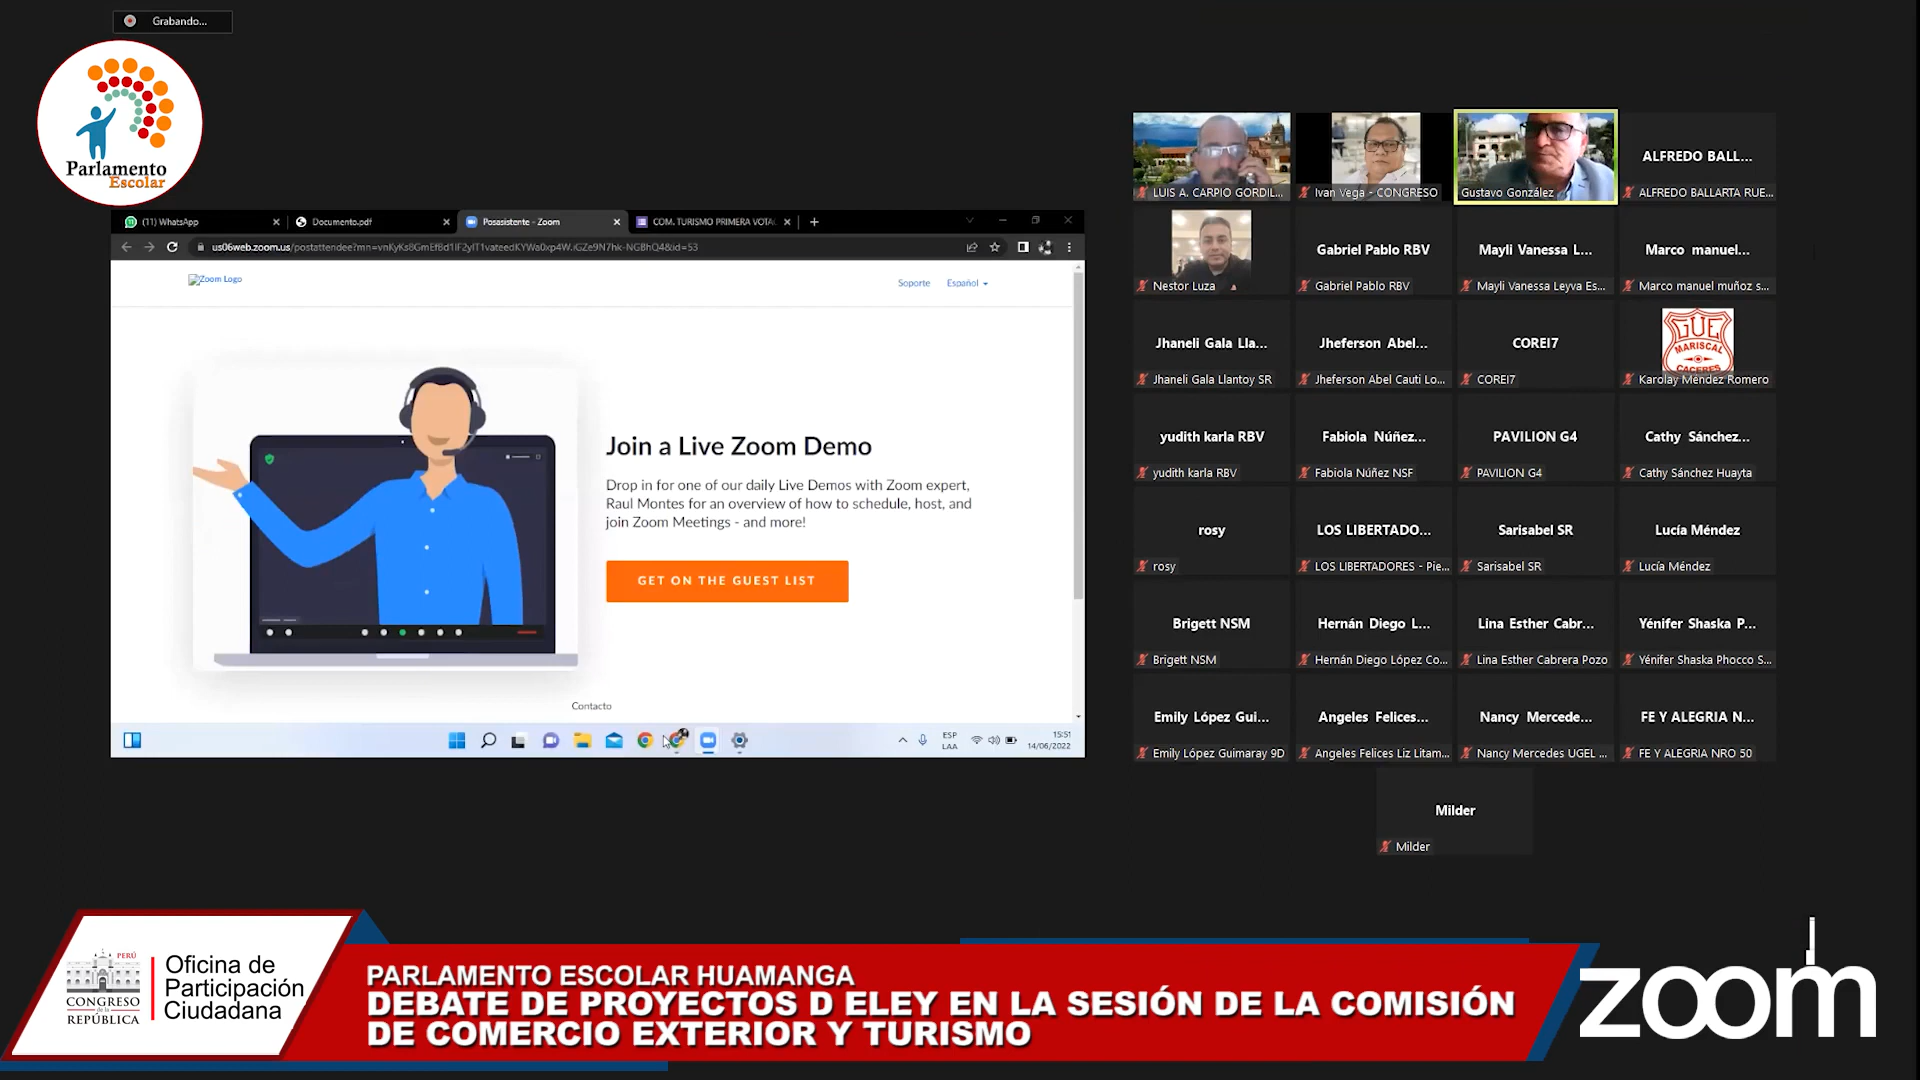 Grabando...
Parlamento
Escolar
(11) WhatsApp
Documento.pdf
Posasistente - Zoom
COM. TURISMO PRIMERA VOTA
Zoom Logo
Soporte
Español
Join a Live Zoom Demo
Drop in for one of our daily Live Demos with Zoom expert,
Raul Montes for an overview of how to schedule, host, and
join Zoom Meetings - and more!
GET ON THE GUEST LIST
Contacto
ESP
LAA
15:51
14/06/2022
LUIS A. CARPIO GORDIL...
Ivan Vega - CONGRESO
Gustavo González
ALFREDO BALL...
ALFREDO BALLARTA RUE...
Nestor Luza
Gabriel Pablo RBV
Gabriel Pablo RBV
Mayli Vanessa L...
Mayli Vanessa Leyva Es...
Marco manuel...
Marco manuel muñoz s...
Jhaneli Gala Lla...
Jhaneli Gala Llantoy SR
Jheferson Abel...
Jheferson Abel Cauti Lo...
COREI7
COREI7
GUE
MARISCAL
CACERES
Karolay Mendez Romero
yudith karla RBV
yudith karla RBV
Fabiola Núñez...
Fabiola Núñez NSF
PAVILION G4
PAVILION G4
Cathy Sánchez...
Cathy Sánchez Huayta
rosy
rosy
LOS LIBERTADO...
LOS LIBERTADORES - Pie...
Sarisabel SR
Sarisabel SR
Lucía Méndez
Lucía Méndez
Brigett NSM
Brigett NSM
Hernán Diego L...
Hernán Diego López Co...
Lina Esther Cabr...
Lina Esther Cabrera Pozo
Yénifer Shaska P...
Yénifer Shaska Phocco S...
Emily López Gui...
Emily López Guimaray 9D
Angeles Felices...
Angeles Felices Liz Litam...
Nancy Mercede...
Nancy Mercedes UGEL ...
FE Y ALEGRIA N...
FE Y ALEGRIA NRO 50
Milder
Milder
PERÚ
CONGRESO
de la
REPÚBLICA
Oficina de
Participación
Ciudadana
PARLAMENTO ESCOLAR HUAMANGA
DEBATE DE PROYECTOS D ELEY EN LA SESIÓN DE LA COMISIÓN
DE COMERCIO EXTERIOR Y TURISMO
zoom